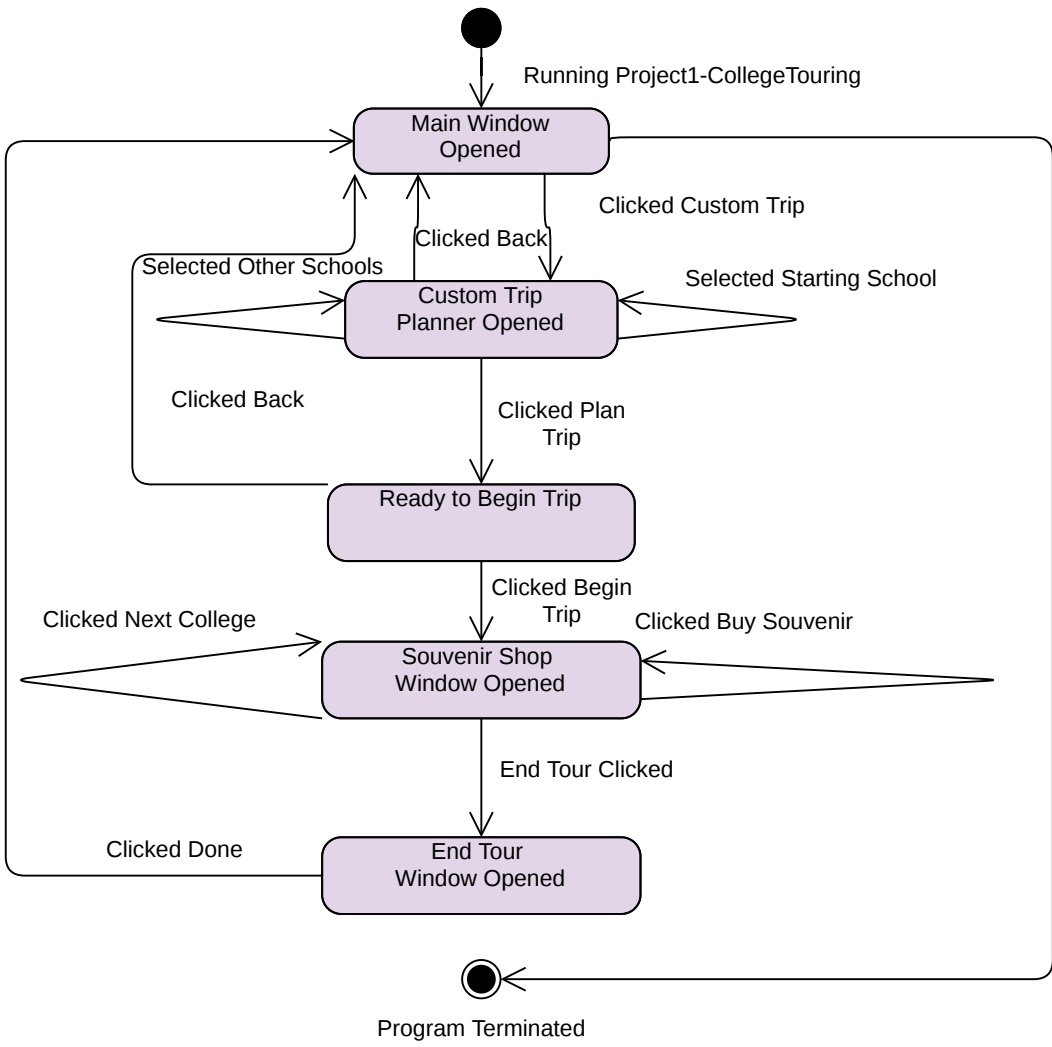 Running Project1-CollegeTouring
Main Window
Opened
Clicked Custom Trip
Clicked Back
Selected Other Schools
Selected Starting School
Custom Trip
Planner Opened
Clicked Back
Clicked Plan
Trip
Ready to Begin Trip
Clicked Begin
Trip
Clicked Next College
Clicked Buy Souvenir
Souvenir Shop
Window Opened
End Tour Clicked
Clicked Done
End Tour
Window Opened
Program Terminated